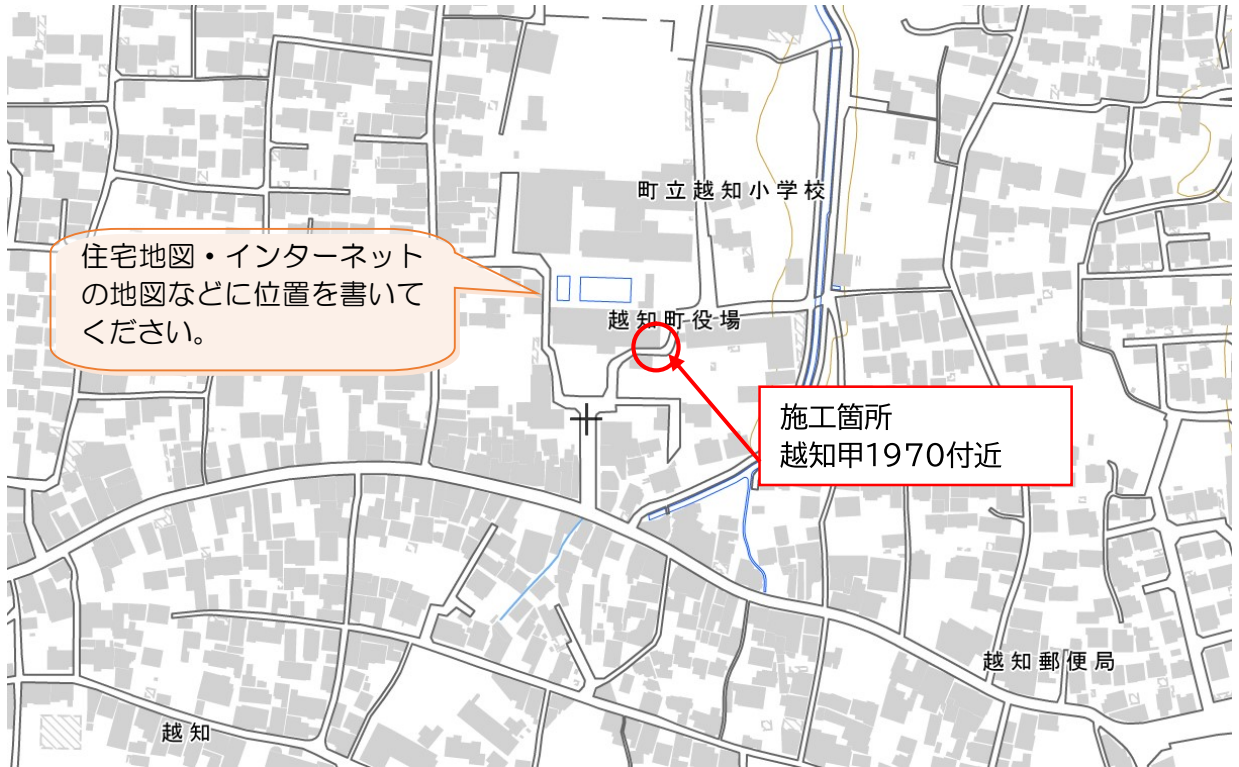 町立越知小学校
住宅地図・インターネット
の地図などに位置を書いて
ください。
越知町役場
施工箇所
越知甲1970付近
越知郵便局
越知